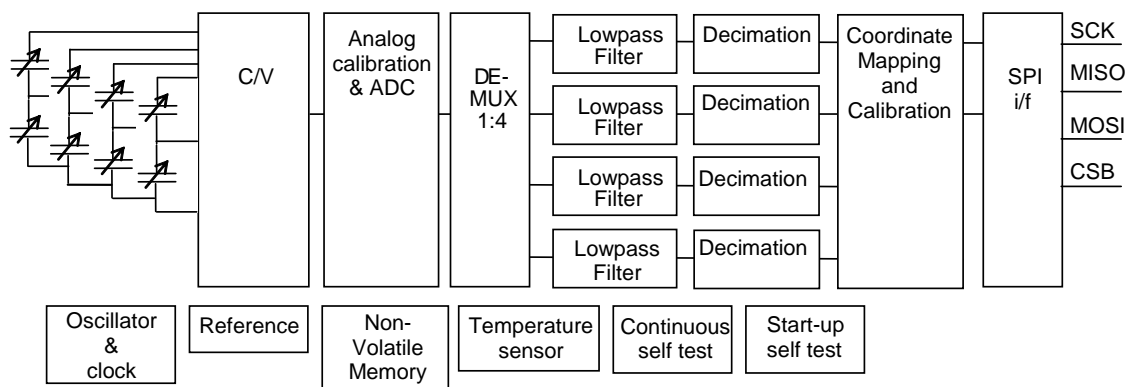 C/V
Analog
calibration
& ADC
DE-
MUX
1:4
Lowpass
Filter
Decimation
Lowpass
Filter
Decimation
Lowpass
Filter
Decimation
Lowpass
Filter
Decimation
Coordinate
Mapping
and
Calibration
SPI
i/f
SCK
MISO
MOSI
CSB
Oscillator
&
clock
Reference
Non-
Volatile
Memory
Temperature
sensor
Continuous
self test
Start-up
self test